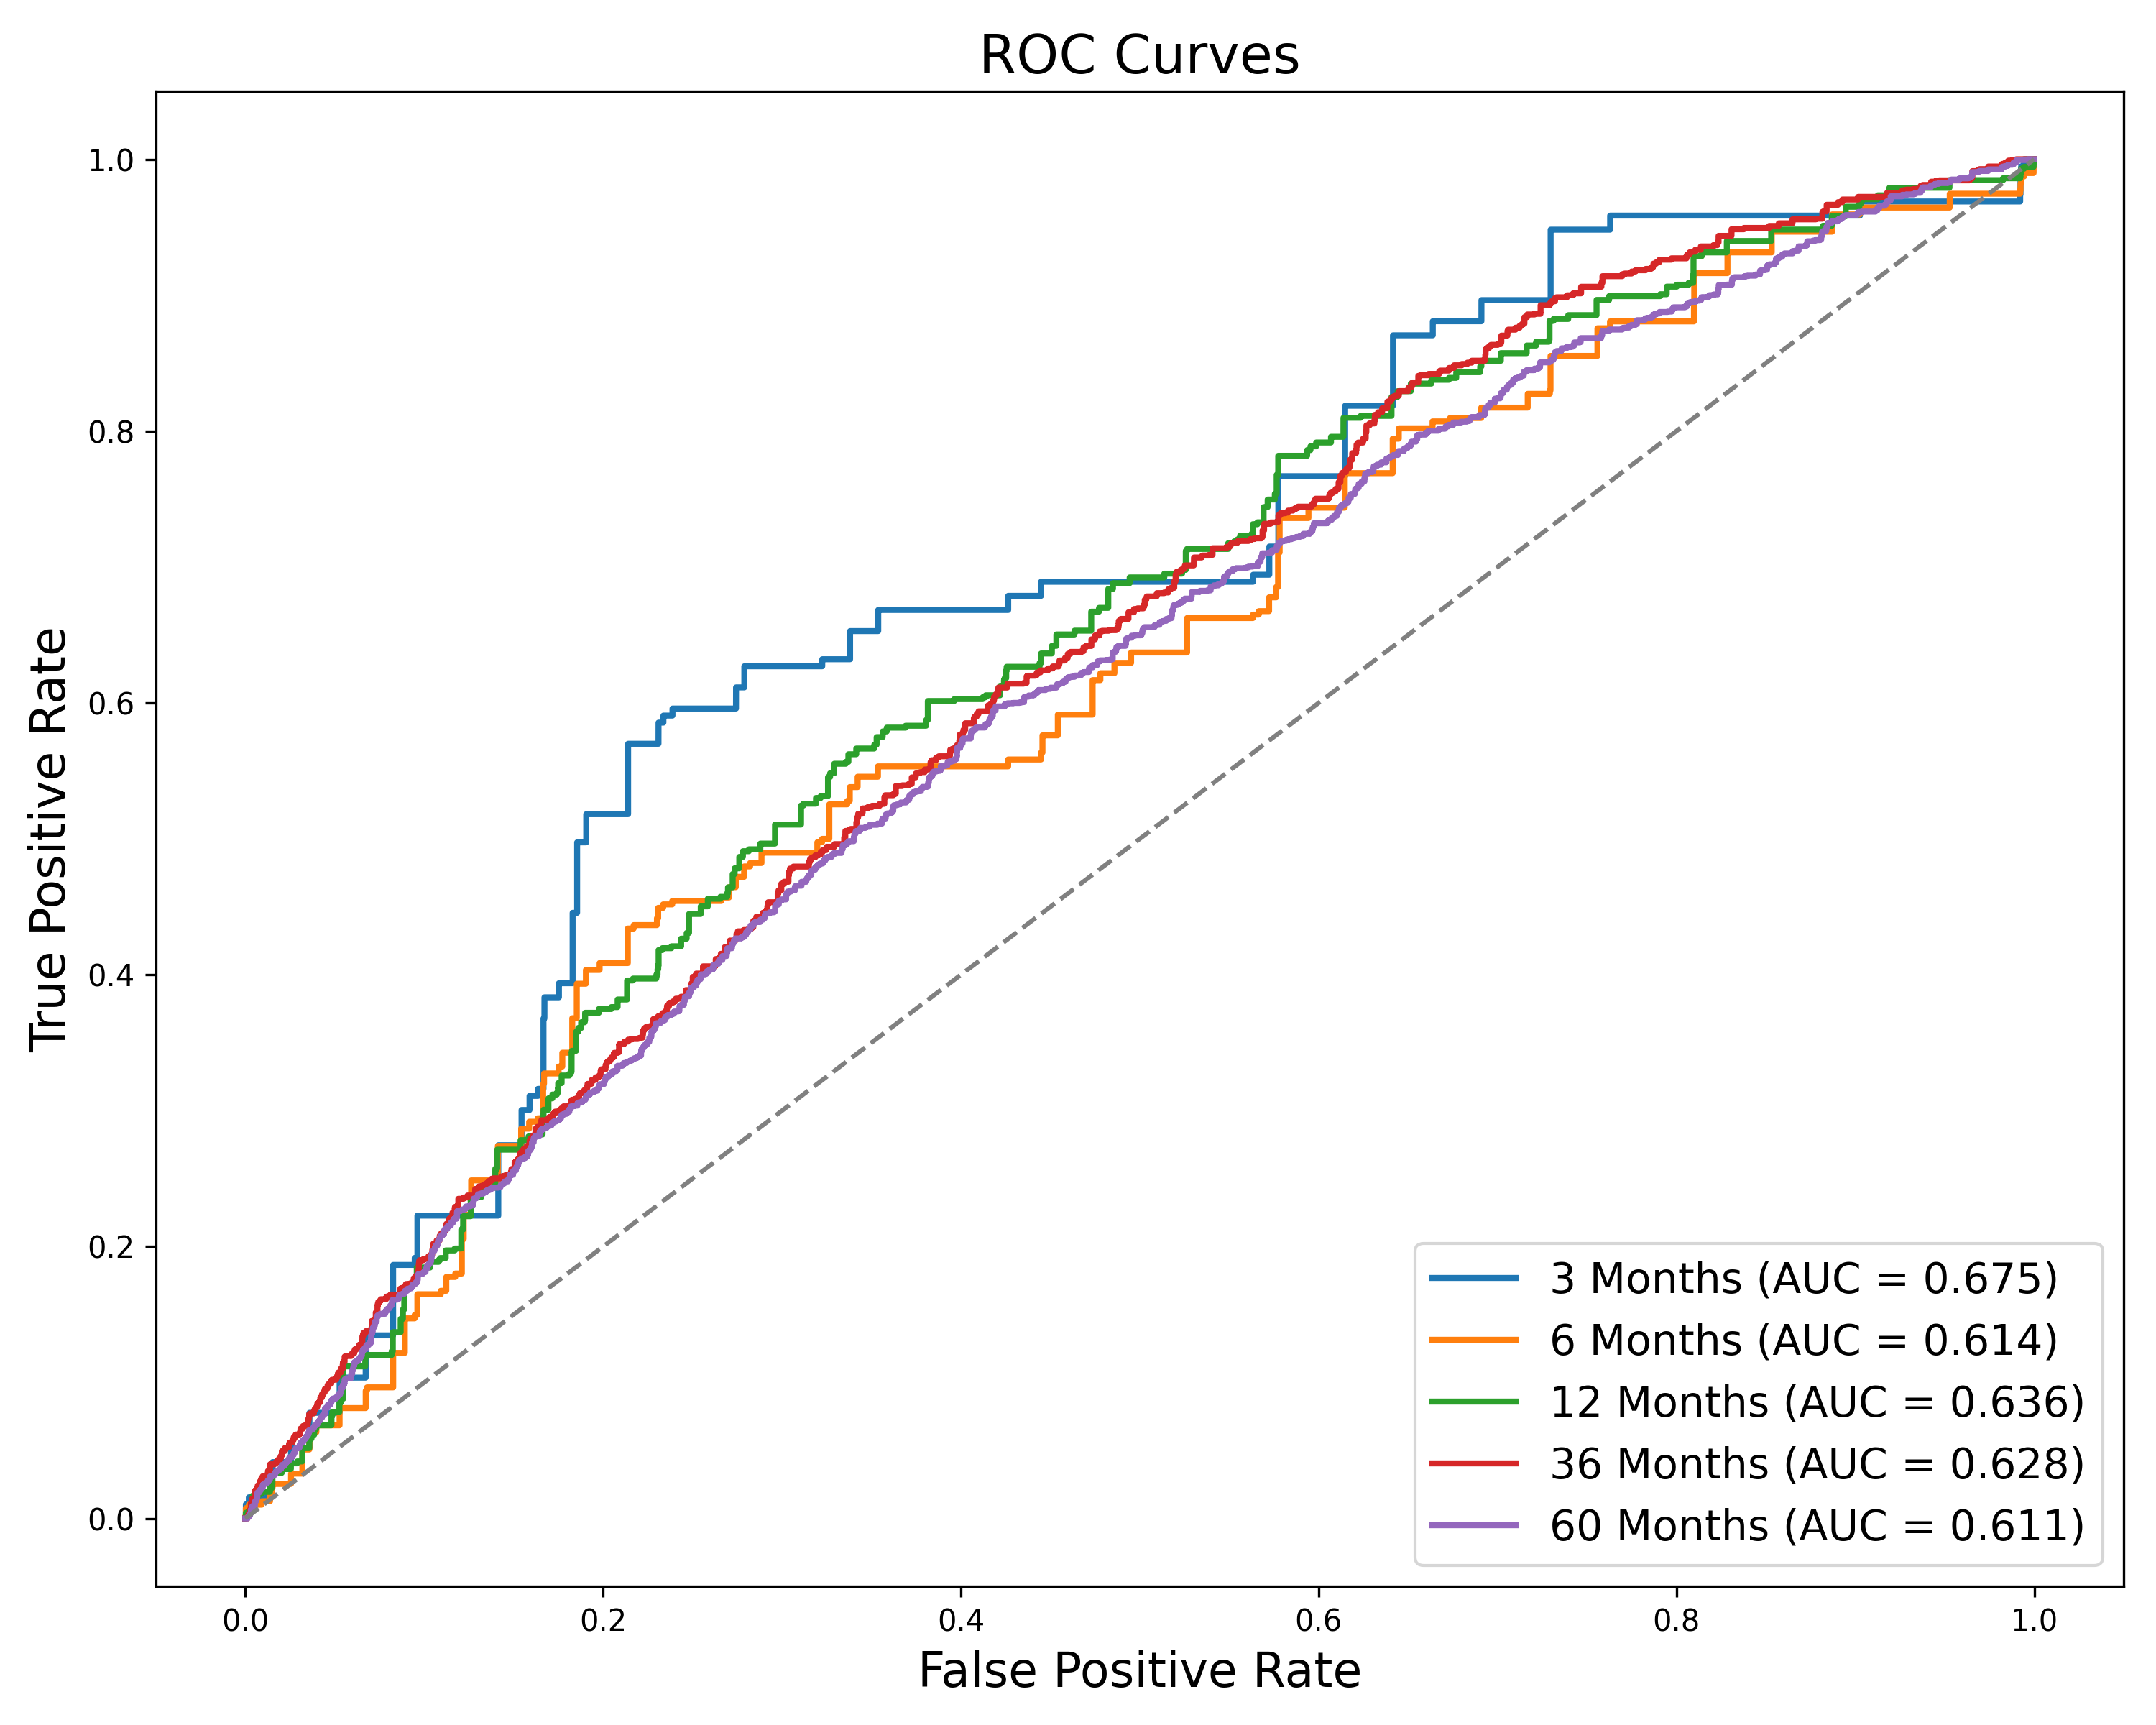 ROC Curves
True Positive Rate
1.0
0.8
0.6
0.4
0.2
0.0
0.0 0.2 0.4 0.6 0.8 1.0
False Positive Rate
3 Months (AUC = 0.675)
6 Months (AUC = 0.614)
12 Months (AUC = 0.636)
36 Months (AUC = 0.628)
60 Months (AUC = 0.611)